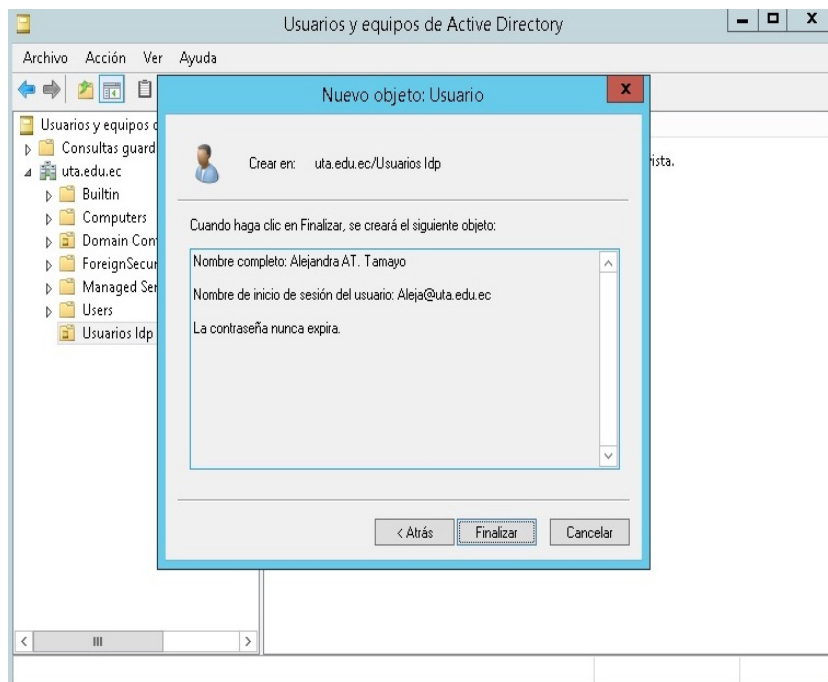 Usuarios y equipos de Active Directory
Archivo Acción Ver Ayuda
Nuevo objeto: Usuario
Usuarios y equipos
Consultas guard
uta.edu.ec
Builtin
Computers
Domain Con
ForeignSecur
Managed Ser
Users
Usuarios Idp
Crear en: uta.edu.ec/Usuarios Idp
vista.
Cuando haga clic en Finalizar, se creará el siguiente objeto:
Nombre completo: Alejandra AT. Tamayo
Nombre de inicio de sesión del usuario: Aleja@uta.edu.ec
La contraseña nunca expira.
< Atrás Finalizar Cancelar